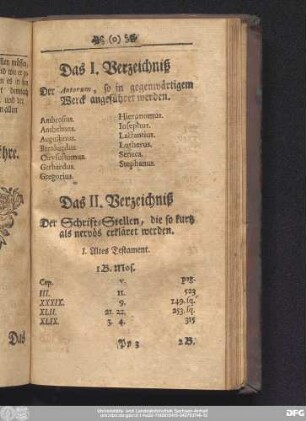 (o)
Das I. Verzeichniß
Der Autorum, so in gegenwärtigem
Werck angeführet werden.
Ambrosius.
Anshelmus.
Augustinus.
Bernhardus
Chrysostomus.
Gerhardus.
Gregorius.
Hieronymus.
Iosephus.
Lactantius.
Lutherus.
Seneca.
Stephanus.
Das II. Verzeichniß
Der Schrifft-Stellen, die so kurtz
als nervös erkläret werden.
I. Altes Testament.
1 B. Mos.
Cap. v. pag.
III. 11. 523
XXXIX. 9. 249. sq.
XLII. 21. 22. 253. sq.
XLIX. 3. 4. 315
Pp 3 2 B.
Das